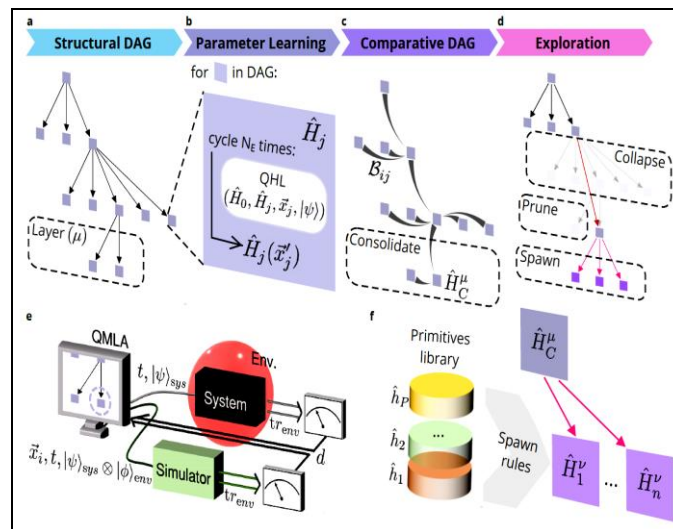 a
Structural DAG
b
Parameter Learning
c
Comparative DAG
d
Exploration
Layer (μ)
for in DAG:
Ĥ_j
cycle N_E times:
QHL
(Ĥ_0, Ĥ_j, x⃗_j, |ψ⟩)
Ĥ_j(x⃗′_j)
B_ij
Consolidate
Ĥ_C^μ
Collapse
Prune
Spawn
e
QMLA
t, |ψ⟩_sys
Env.
System
tr_env
d
x⃗_i, t, |ψ⟩_sys ⊗ |ϕ⟩_env
Simulator
tr_env
f
Primitives
library
ĥ_P
...
ĥ_2
ĥ_1
Spawn
rules
Ĥ_C^μ
Ĥ_1^ν ... Ĥ_n^ν